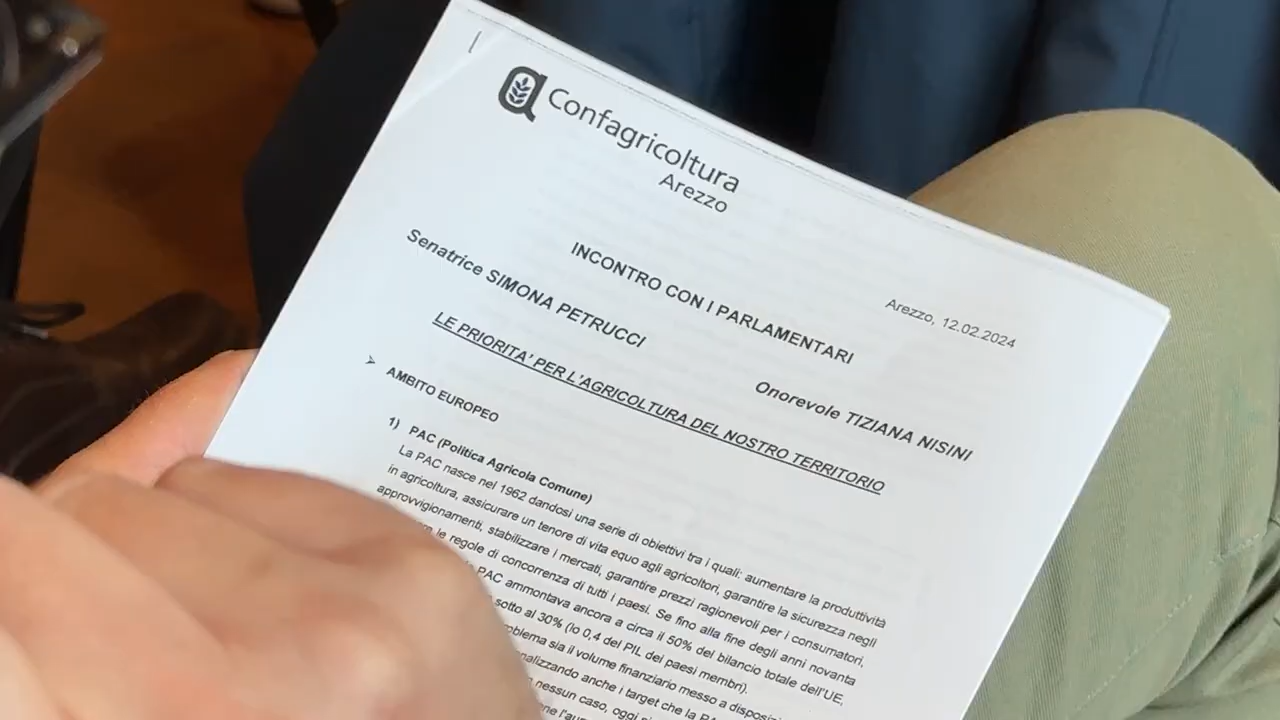 Confagricoltura
Arezzo
Arezzo, 12.02.2024
INCONTRO CON I PARLAMENTARI
Senatrice SIMONA PETRUCCI
Onorevole TIZIANA NISINI
LE PRIORITA' PER L'AGRICOLTURA DEL NOSTRO TERRITORIO
➢ AMBITO EUROPEO
1) PAC (Politica Agricola Comune)
La PAC nasce nel 1962 dandosi una serie di obiettivi tra i quali: aumentare la produttività
in agricoltura, assicurare un tenore di vita equo agli agricoltori, garantire la sicurezza negli
approvvigionamenti, stabilizzare i mercati, garantire prezzi ragionevoli per i consumatori,
le regole di concorrenza di tutti i paesi. Se fino alla fine degli anni novanta
PAC ammontava ancora a circa il 50% del bilancio totale dell'UE,
sotto al 30% (lo 0,4 del PIL dei paesi membri).
sia il volume finanziario messo a
anche i target che la
nessun caso, oggi